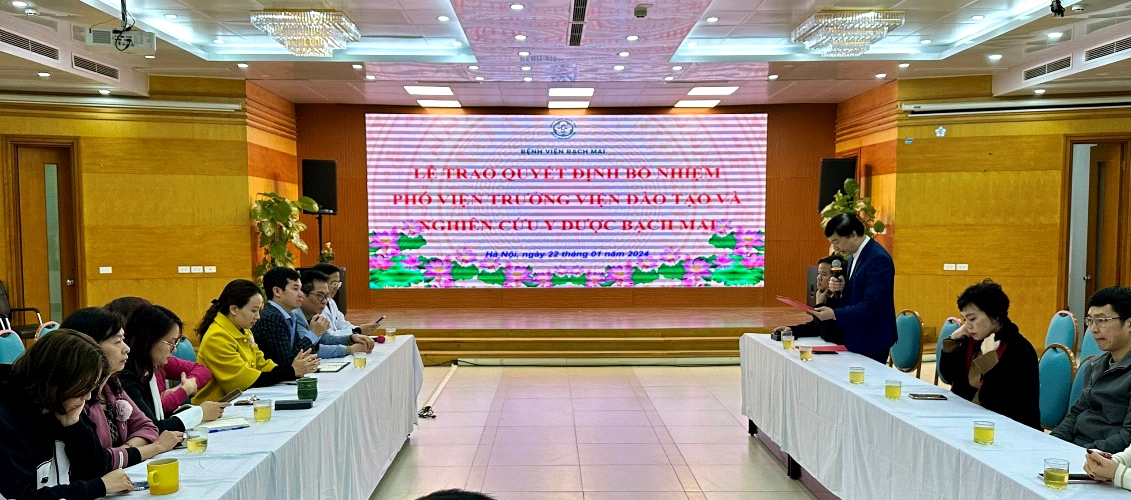 BỆNH VIỆN BẠCH MAI
LỄ TRAO QUYẾT ĐỊNH BỔ NHIỆM
PHÓ VIỆN TRƯỞNG VIỆN ĐÀO TẠO VÀ
NGHIÊN CỨU Y DƯỢC BẠCH MAI
Hà Nội, ngày 22 tháng 01 năm 2024